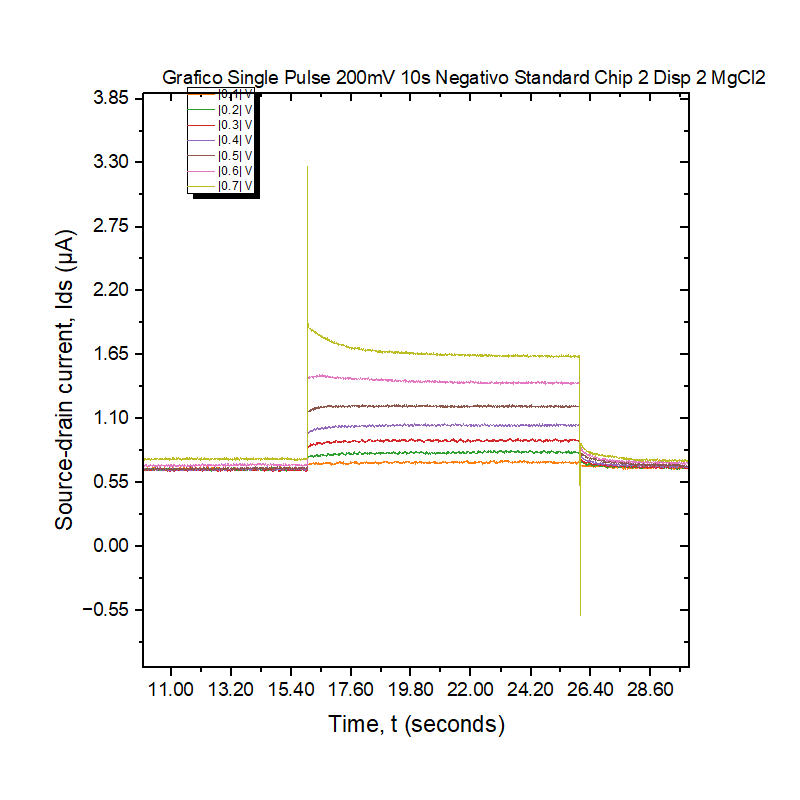 Grafico Single Pulse 200mV 10s Negativo Standard Chip 2 Disp 2 MgCl2
3.85
|0.1| V
|0.2| V
|0.3| V
|0.4| V
|0.5| V
|0.6| V
|0.7| V
3.30
2.75
2.20
1.65
1.10
0.55
0.00
−0.55
Source-drain current, Ids (μA)
11.00 13.20 15.40 17.60 19.80 22.00 24.20 26.40 28.60
Time, t (seconds)